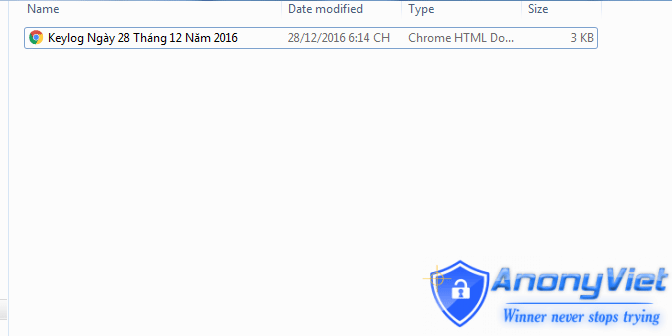 Name Date modified Type Size
Keylog Ngày 28 Tháng 12 Năm 2016 28/12/2016 6:14 CH Chrome HTML Do... 3 KB
AnonyViet
Winner never stops trying